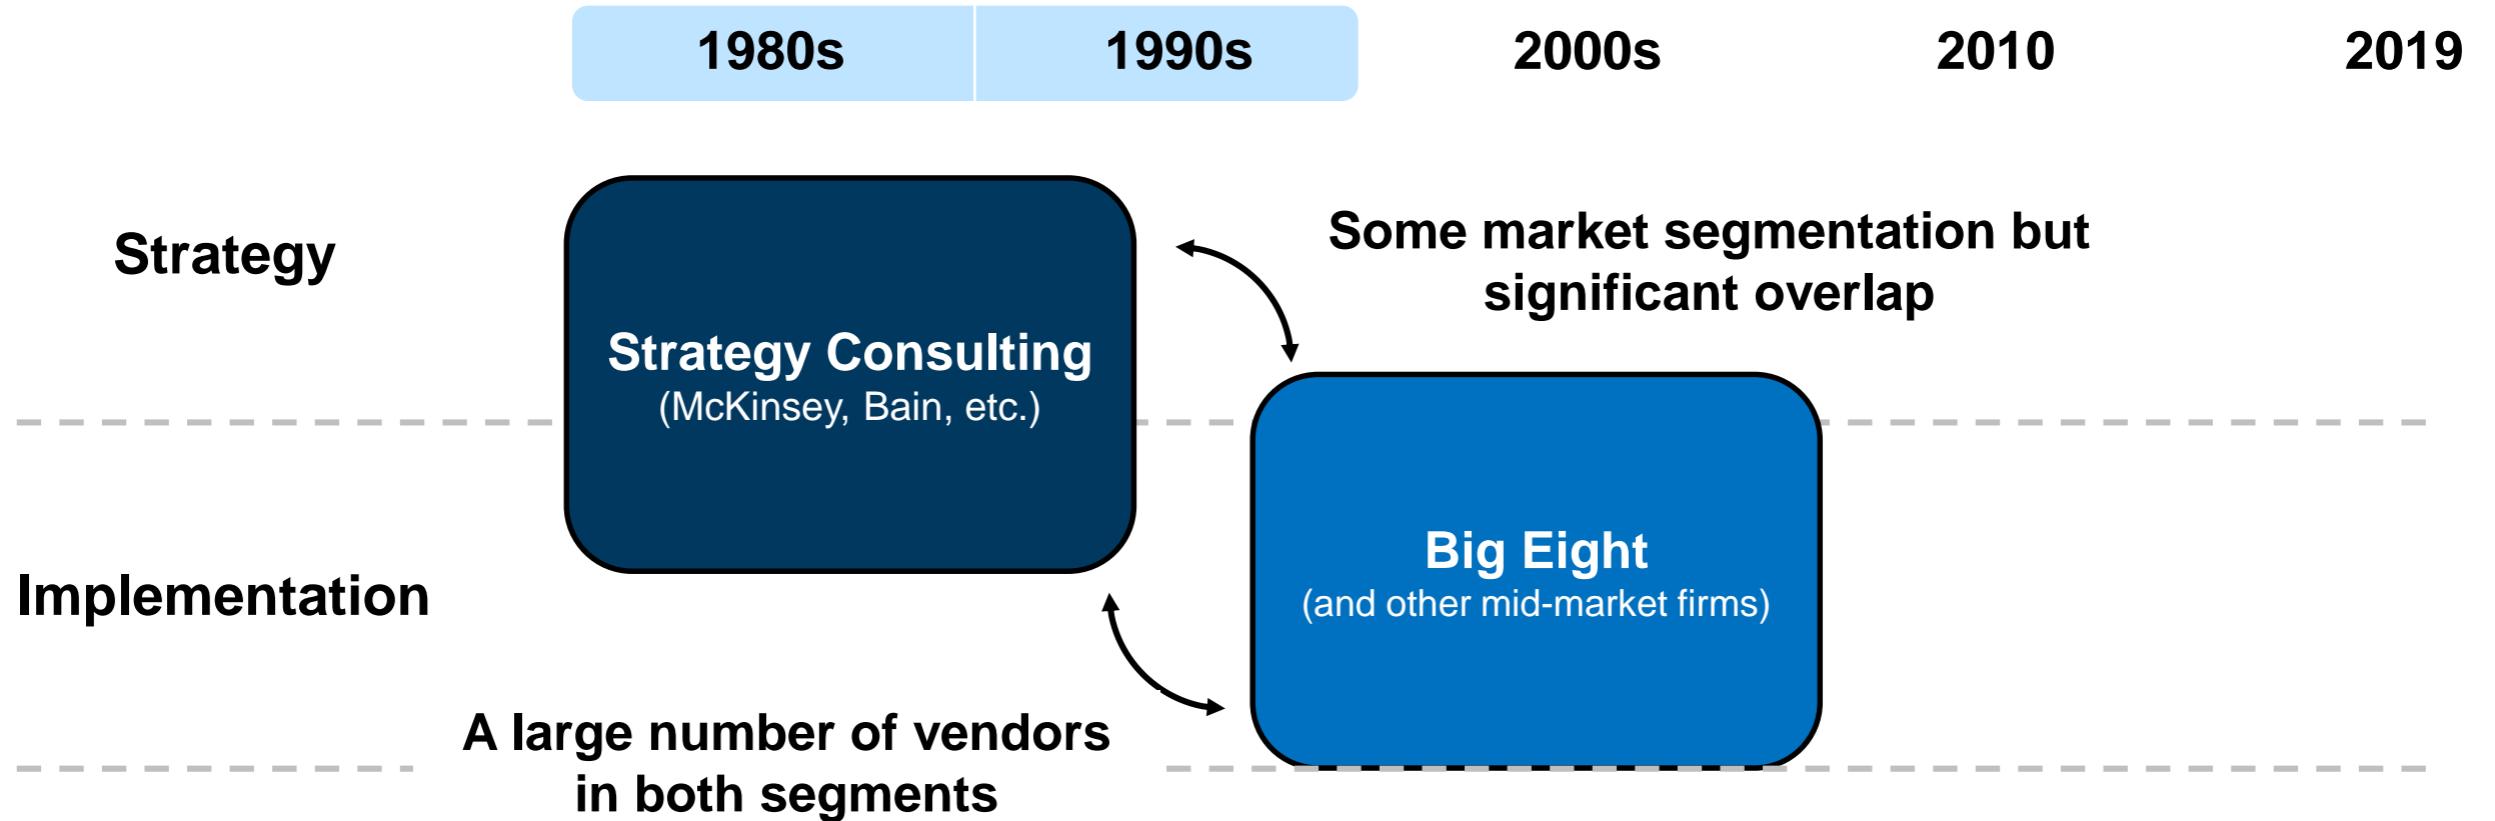 1980s
1990s
2000s
2010
2019
Strategy
Some market segmentation but
significant overlap
Strategy Consulting
(McKinsey, Bain, etc.)
Implementation
Big Eight
(and other mid-market firms)
A large number of vendors
in both segments